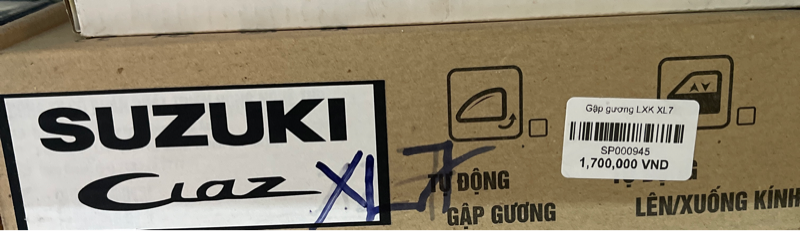 SUZUKI
Ciaz
XL7
TỰ ĐỘNG
GẬP GƯƠNG
Gập gương LXK XL7
SP000945
1,700,000 VND
LÊN/XUỐNG KÍNH